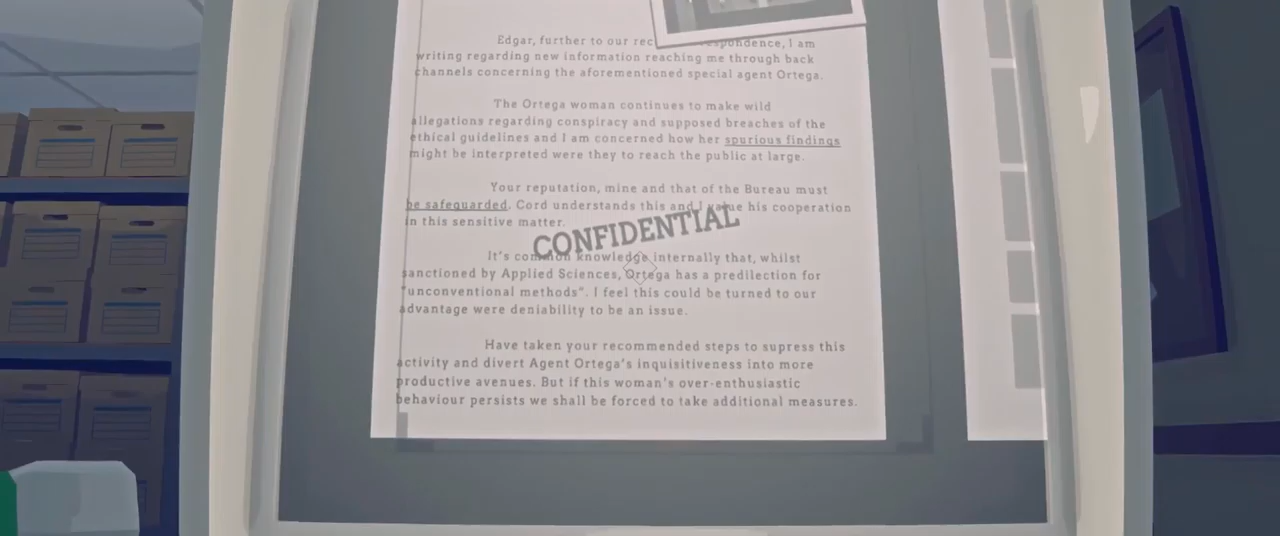 Edgar, further to our rec pondence, I am
writing regarding new information reaching me through back
channels concerning the aforementioned special agent Ortega.
The Ortega woman continues to make wild
allegations regarding conspiracy and supposed breaches of the
ethical guidelines and I am concerned how her spurious findings
might be interpreted were they to reach the public at large.
Your reputation, mine and that of the Bureau must
be safeguarded. Cord understands this and I value his cooperation
in this sensitive matter.
CONFIDENTIAL
It's common knowledge internally that, whilst
sanctioned by Applied Sciences, Ortega has a predilection for
"unconventional methods". I feel this could be turned to our
advantage were deniability to be an issue.
Have taken your recommended steps to supress this
activity and divert Agent Ortega's inquisitiveness into more
productive avenues. But if this woman's over-enthusiastic
behaviour persists we shall be forced to take additional measures.